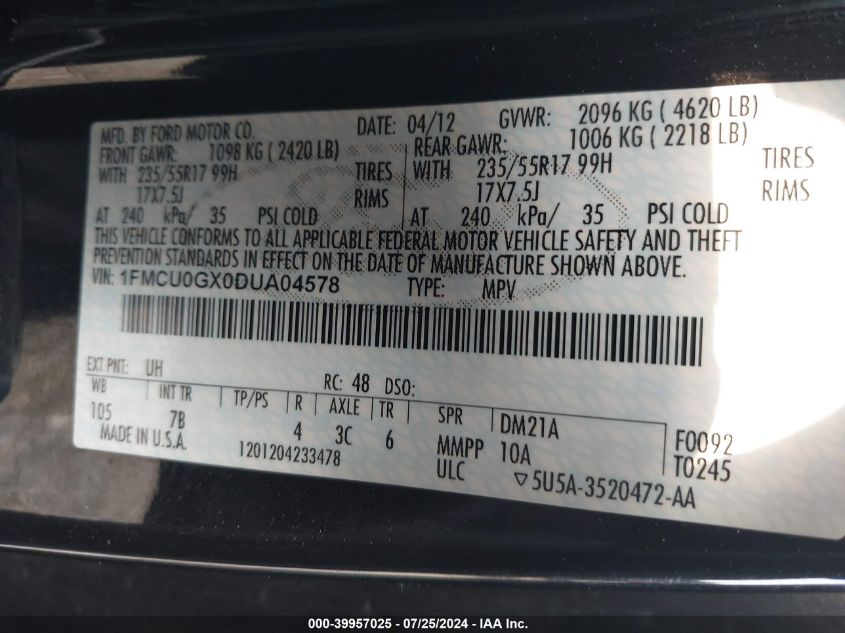 MFD. BY FORD MOTOR CO. DATE: 04/12 GVWR: 2096 KG ( 4620 LB)
FRONT GAWR: 1098 KG ( 2420 LB) REAR GAWR: 1006 KG ( 2218 LB)
WITH 235/55R17 99H TIRES WITH 235/55R17 99H TIRES
17X7.5J RIMS 17X7.5J RIMS
AT 240 kPa/ 35 PSI COLD AT 240 kPa/ 35 PSI COLD
THIS VEHICLE CONFORMS TO ALL APPLICABLE FEDERAL MOTOR VEHICLE SAFETY AND THEFT
PREVENTION STANDARDS IN EFFECT ON THE DATE OF MANUFACTURE SHOWN ABOVE.
VIN: 1FMCU0GX0DUA04578 TYPE: MPV
EXT PNT: UH RC: 48 DSO:
WB INT TR TP/PS R AXLE TR SPR DM21A F0092
105 7B 4 3C 6 MMPP 10A T0245
MADE IN U.S.A. 1201204233478 ULC ▽5U5A-3520472-AA
000-39957025 - 07/25/2024 - IAA Inc.